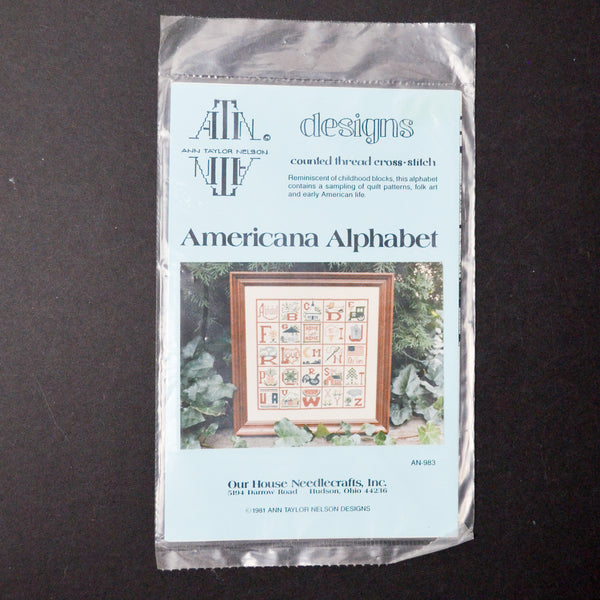 ATN
designs
ANN TAYLOR NELSON
counted thread cross-stitch
Reminiscent of childhood blocks, this alphabet
contains a sampling of quilt patterns, folk art
and early American life.
Americana Alphabet
AN-983
Our House Needlecrafts, Inc.
5194 Darrow Road Hudson, Ohio 44236
©1981 ANN TAYLOR NELSON DESIGNS